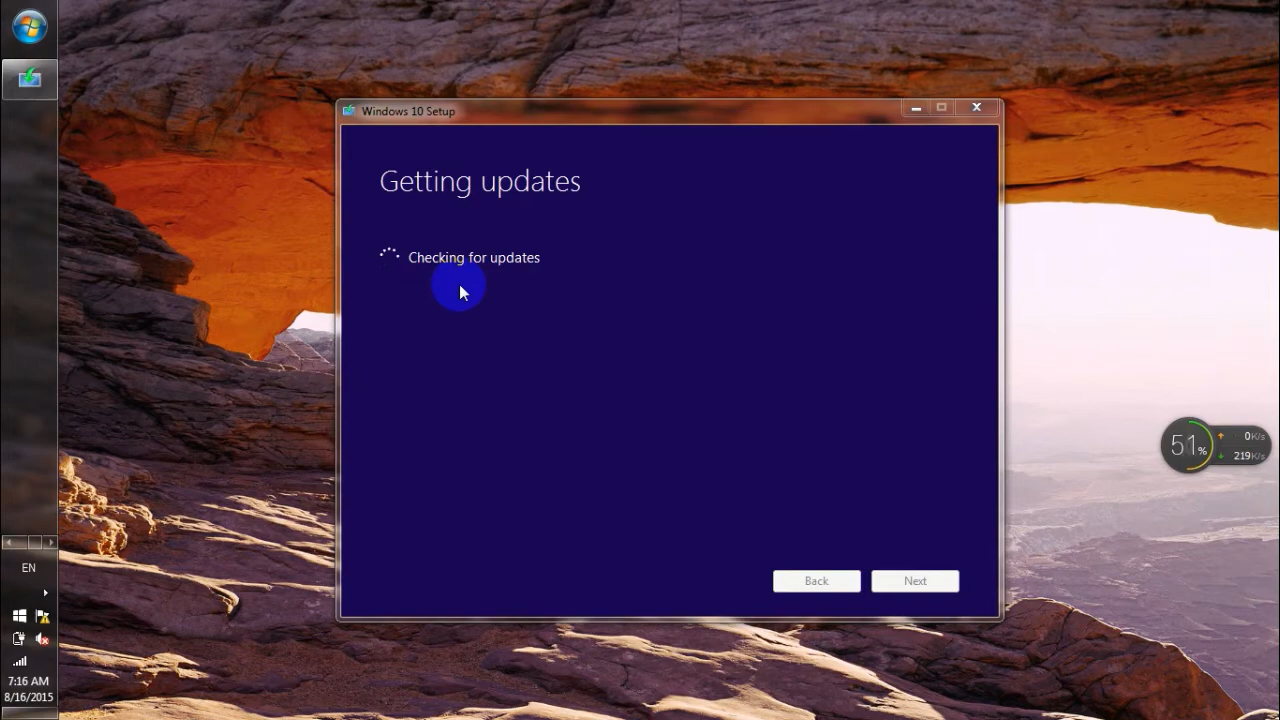 Windows 10 Setup
Getting updates
Checking for updates
Back
Next
51%
0K/s
219K/s
EN
7:16 AM
8/16/2015